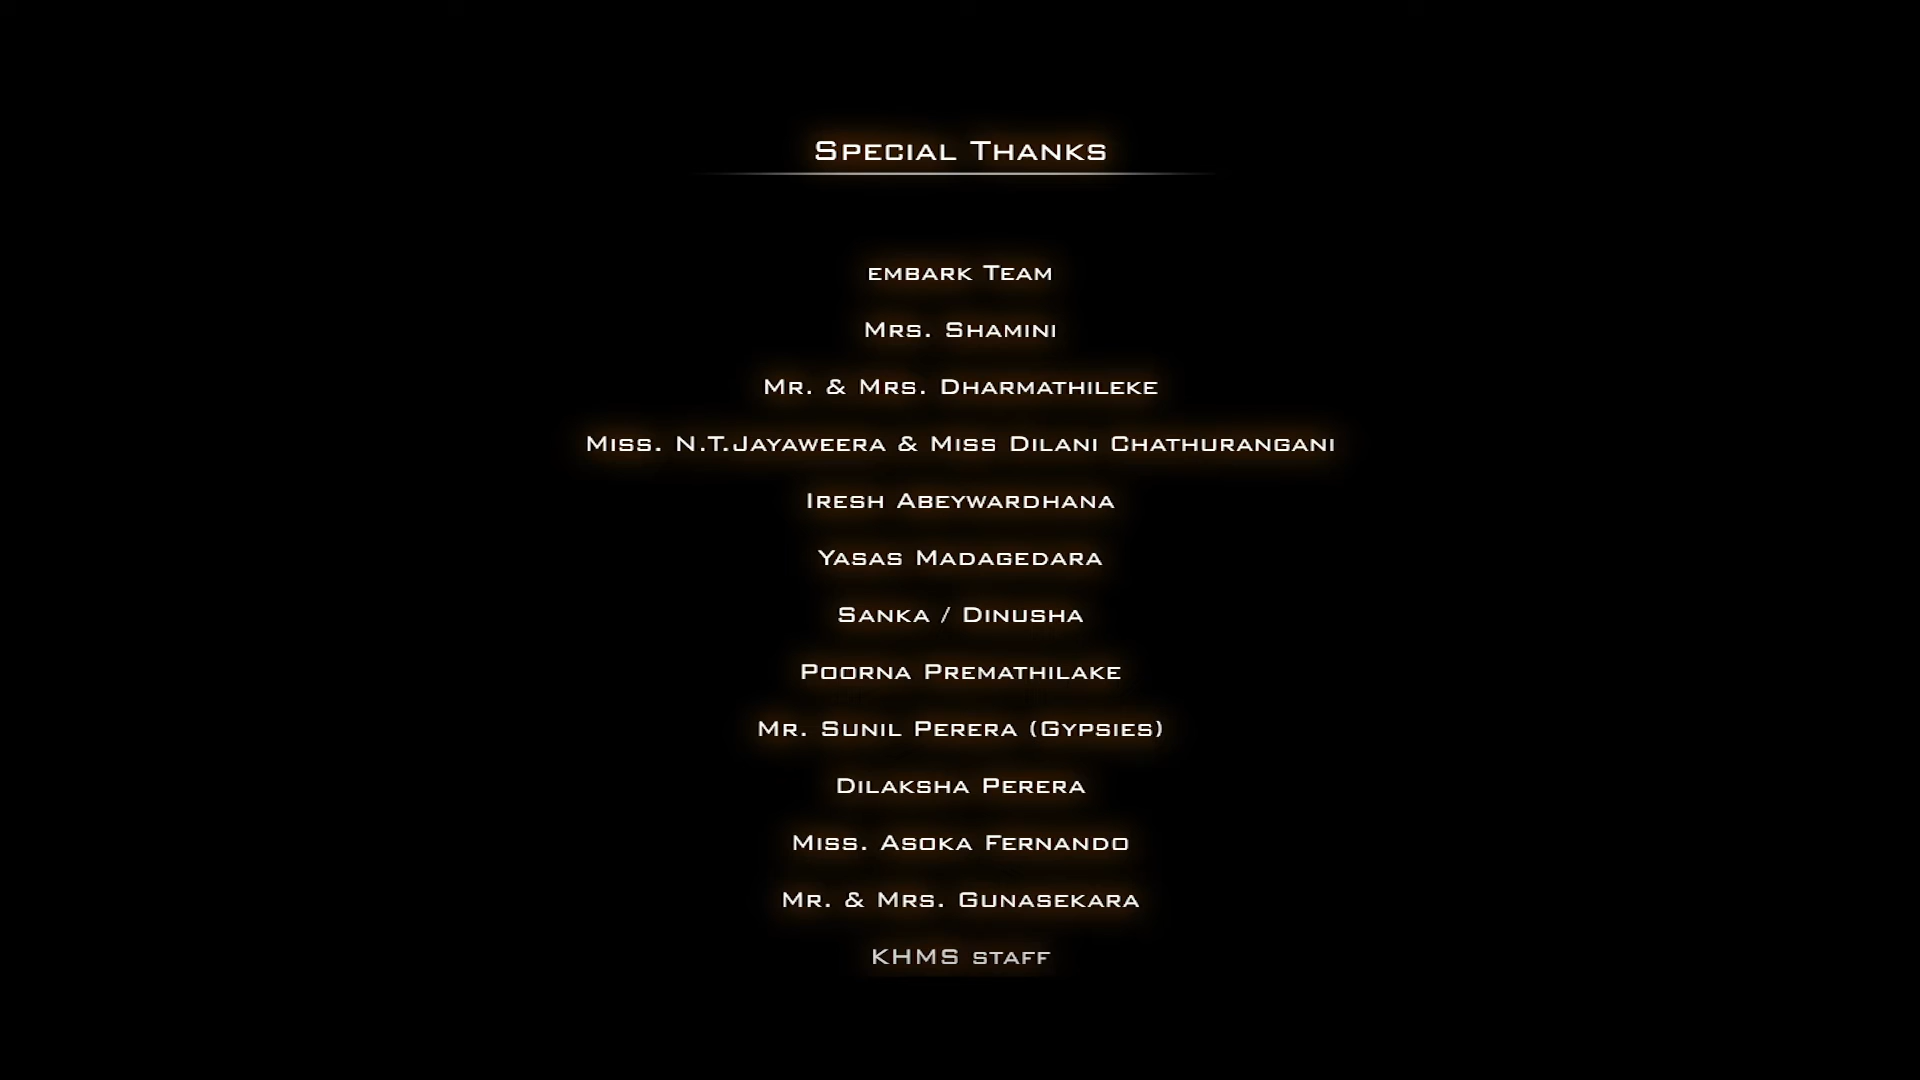 Special Thanks
embark Team
Mrs. Shamini
Mr. & Mrs. Dharmathileke
Miss. N.T.Jayaweera & Miss Dilani Chathurangani
Iresh Abeywardhana
Yasas Madagedara
Sanka / Dinusha
Poorna Premathilake
Mr. Sunil Perera (Gypsies)
Dilaksha Perera
Miss. Asoka Fernando
Mr. & Mrs. Gunasekara
KHMS staff